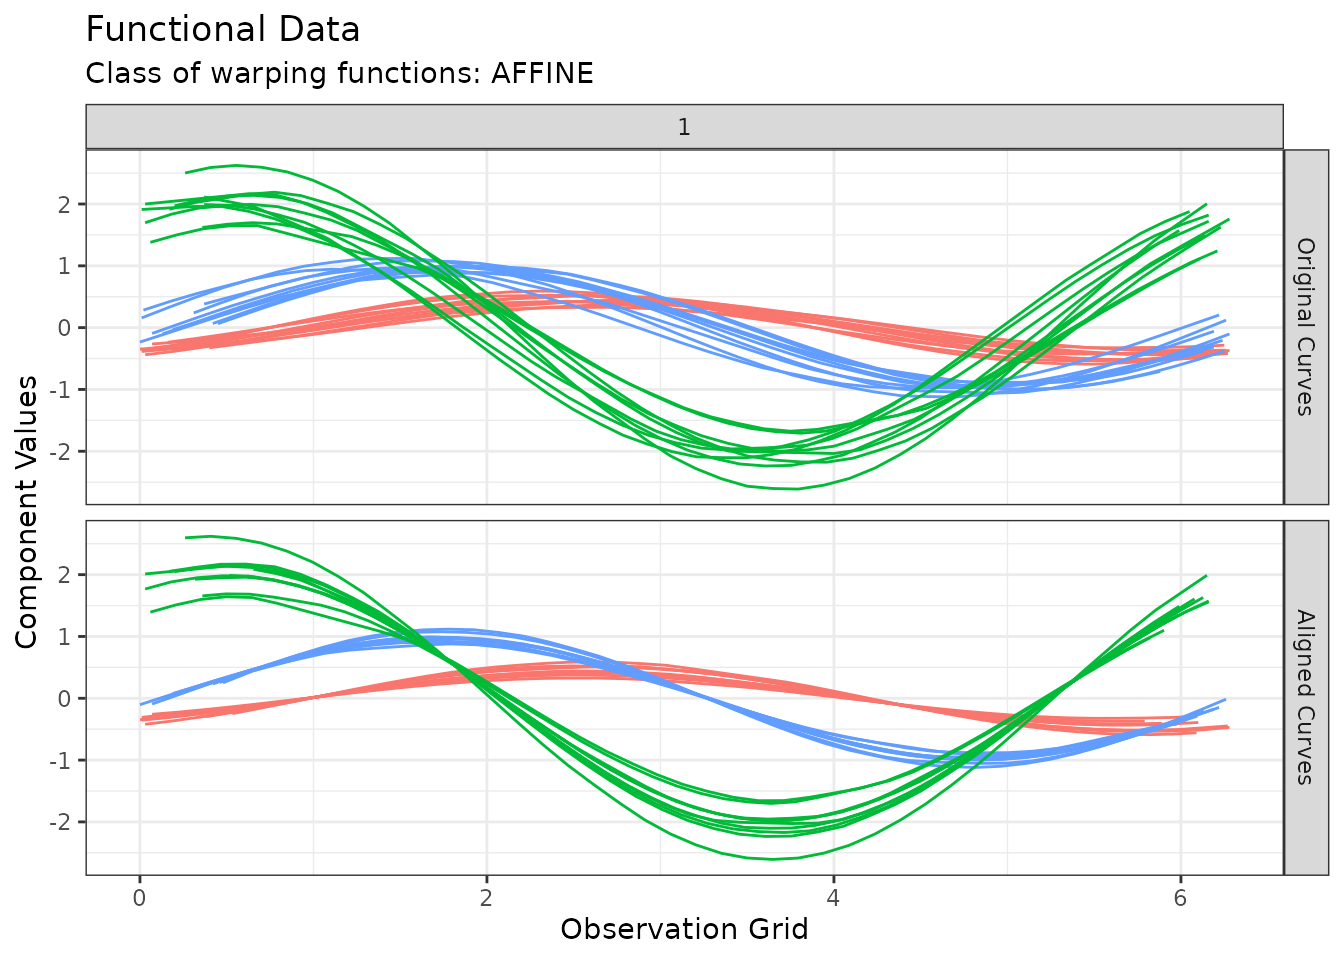 Functional Data
Class of warping functions: AFFINE
1
2
1
0
-1
-2
Original Curves
2
1
0
-1
-2
Aligned Curves
Component Values
0
2
4
6
Observation Grid